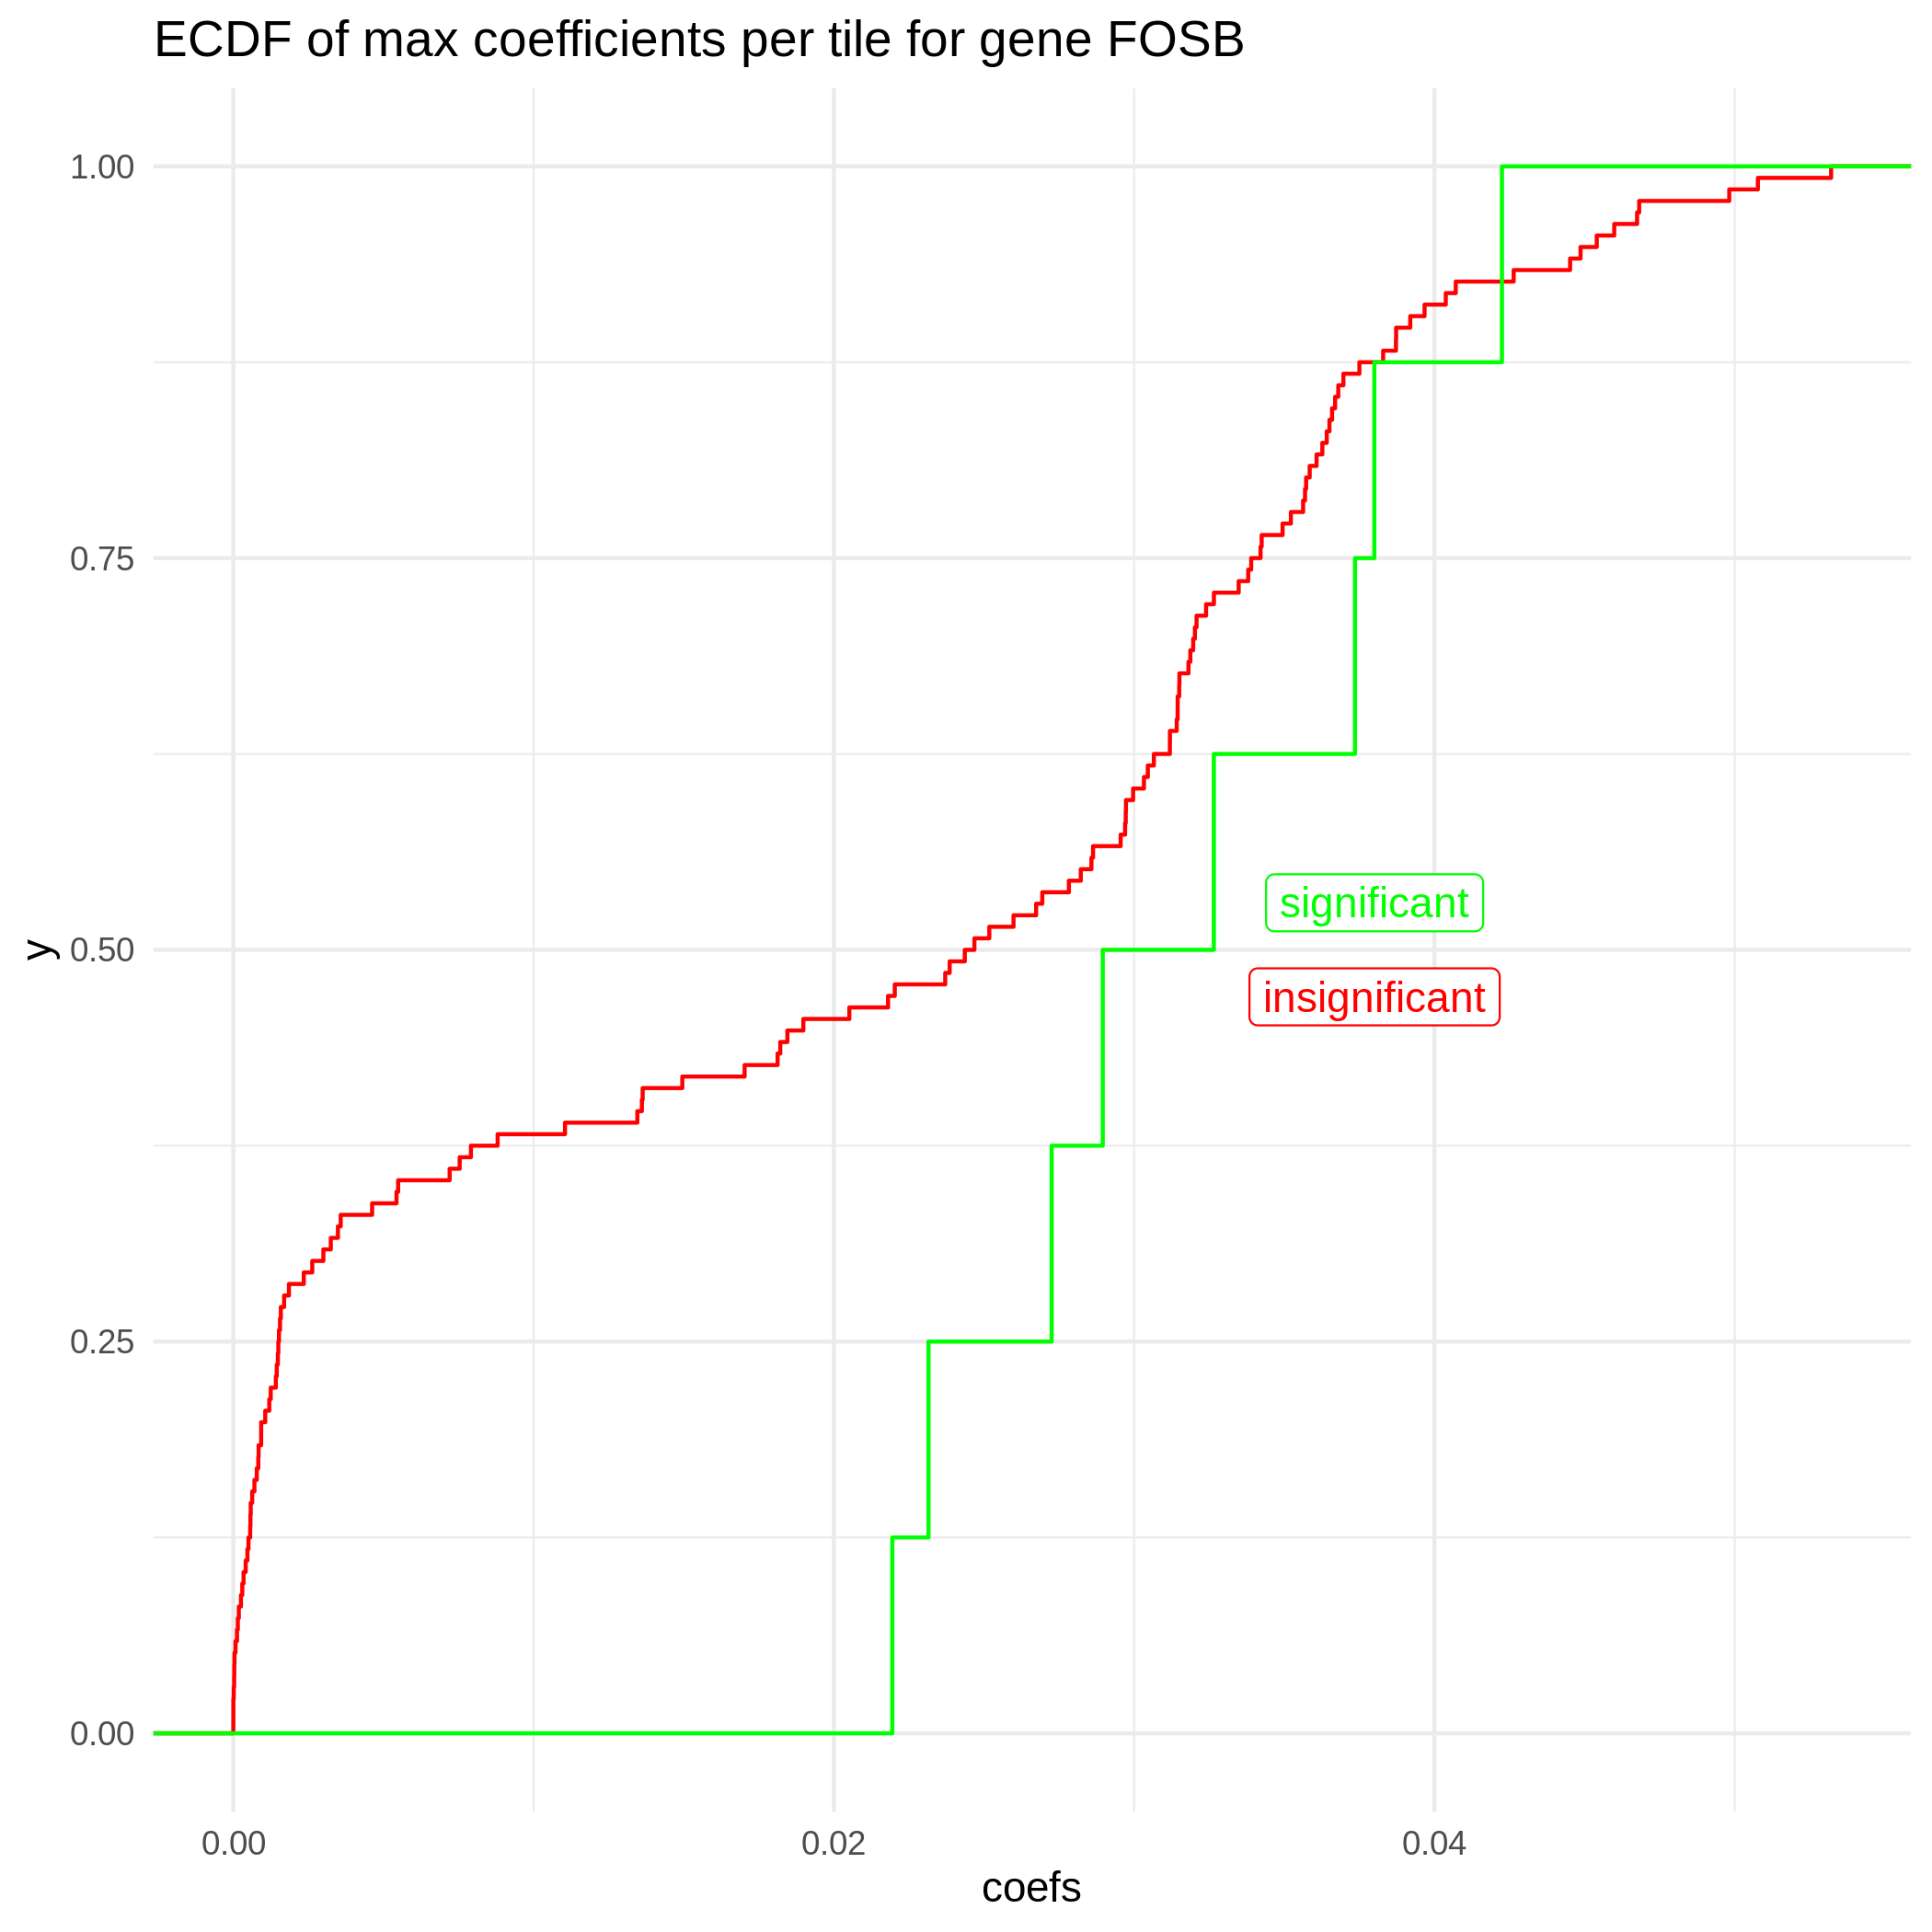 ECDF of max coefficients per tile for gene FOSB
1.00
0.75
0.50
0.25
0.00
y
significant
insignificant
0.00 0.02 0.04
coefs